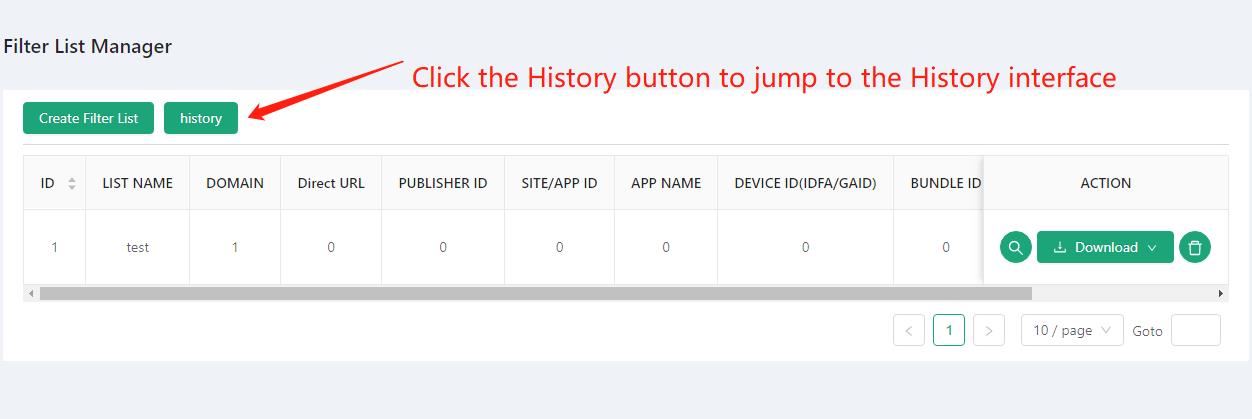 Filter List Manager
Click the History button to jump to the History interface
Create Filter List history
ID LIST NAME DOMAIN Direct URL PUBLISHER ID SITE/APP ID APP NAME DEVICE ID(IDFA/GAID) BUNDLE ID ACTION
1 test 1 0 0 0 0 0 0 Download
1 10 / page Goto